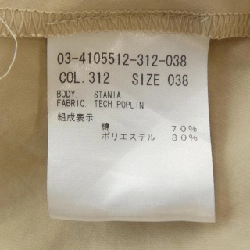 03-4105512-312-038
COL.312 SIZE 038
BODY STANIA
FABRIC TECH POPLIN
組成表示
綿 70%
ポリエステル 30%